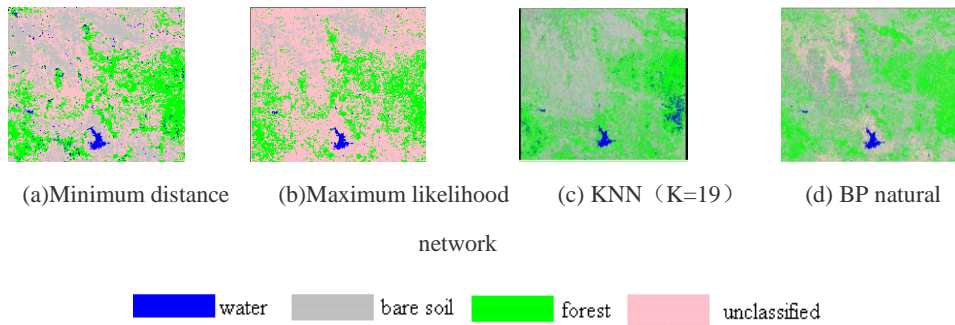 (a)Minimum distance (b)Maximum likelihood (c) KNN（K=19） (d) BP natural
network
water bare soil forest unclassified